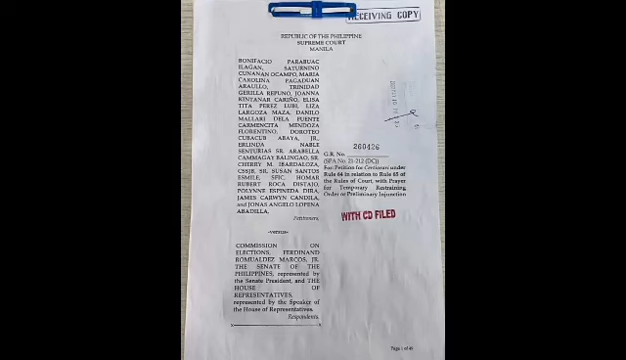 RECEIVING COPY
REPUBLIC OF THE PHILIPPINE
SUPREME COURT
MANILA
BONIFACIO PARABUAC
ILAGAN, SATURNINO
CUNANAN OCAMPO, MARIA
CAROLINA PAGADUAN
ARAULLO, TRINIDAD
GERILLA REPUNO, JOANNA
KINTANAR CARIÑO, ELISA
TITA PEREZ LUBI, LIZA
LARGOZA MAZA, DANILO
MALLARI DELA FUENTE
CARMENCITA MENDOZA
FLORENTINO, DOROTEO
CUBACUB ABAYA, JR.,
ERLINDA NABLE
SENTURIAS SR. ARABELLA
CAMMAGAY BALINGAO, SR.
CHERRY M. IBARDALOZA,
CSSJB, SR. SUSAN SANTOS
ESMILE, SFIC, HOMAR
RUBERT ROCA DISTAJO,
POLYNNE ESPINEDA DIRA,
JAMES CARWYN CANDILA,
and JONAS ANGELO LOPENA
ABADILLA,
Petitioners,
-versus-
G.R. No. 260426
(SPA No. 21-212 (DC))
For: Petition for Certiorari under
Rule 64 in relation to Rule 65 of
the Rules of Court, with Prayer
for Temporary Restraining
Order or Preliminary Injunction
WITH CD FILED
COMMISSION ON
ELECTIONS, FERDINAND
ROMUALDEZ MARCOS, JR.
THE SENATE OF THE
PHILIPPINES, represented by
the Senate President, and THE
HOUSE OF
REPRESENTATIVES,
represented by the Speaker of
the House of Representatives.
Respondents.
x
x
Page 1 of